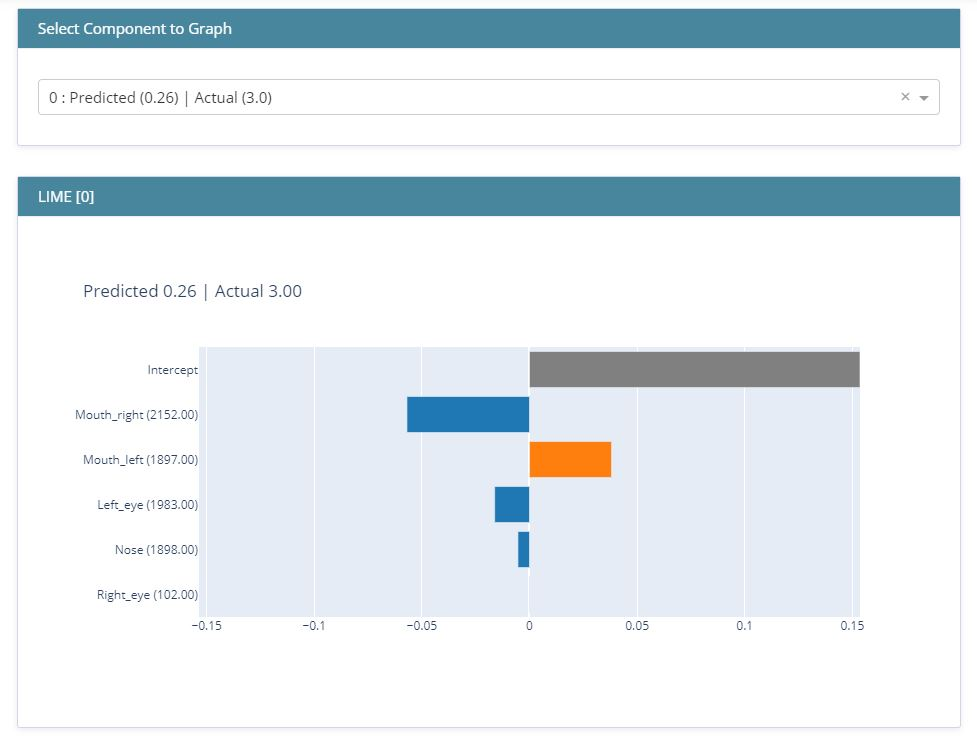 Select Component to Graph
0 : Predicted (0.26) | Actual (3.0)
LIME [0]
Predicted 0.26 | Actual 3.00
Intercept
Mouth_right (2152.00)
Mouth_left (1897.00)
Left_eye (1983.00)
Nose (1898.00)
Right_eye (102.00)
−0.15 −0.1 −0.05 0 0.05 0.1 0.15